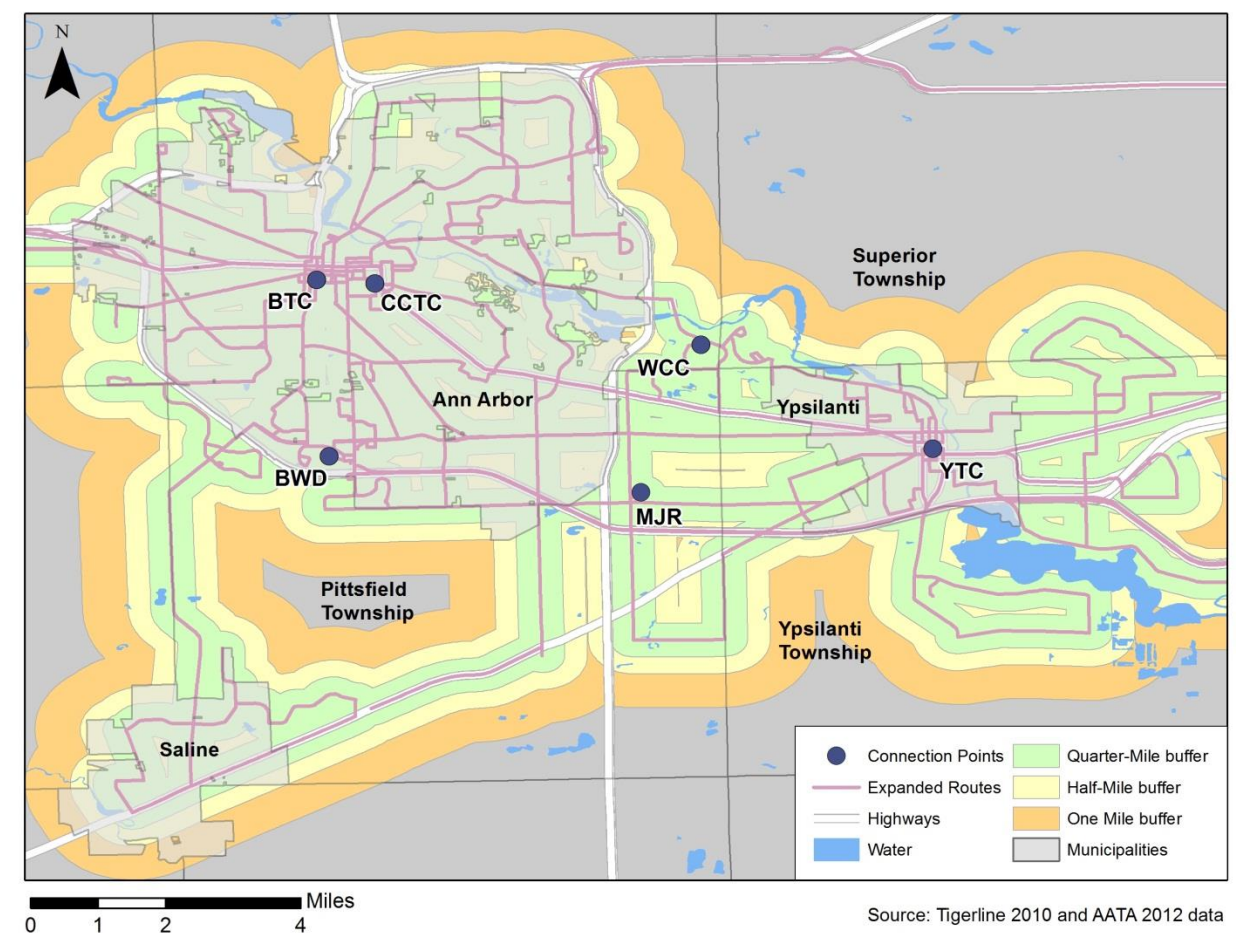 N
Superior
Township
BTC
CCTC
WCC
Ann Arbor
Ypsilanti
BWD
YTC
MJR
Pittsfield
Township
Ypsilanti
Township
Saline
Connection Points
Expanded Routes
Highways
Water
Quarter-Mile buffer
Half-Mile buffer
One Mile buffer
Municipalities
Miles
0 1 2 4
Source: Tigerline 2010 and AATA 2012 data